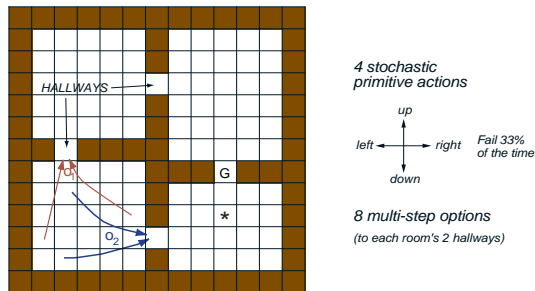 HALLWAYS
O1
O2
G
*
4 stochastic
primitive actions
up
left
right
down
Fail 33%
of the time
8 multi-step options
(to each room's 2 hallways)